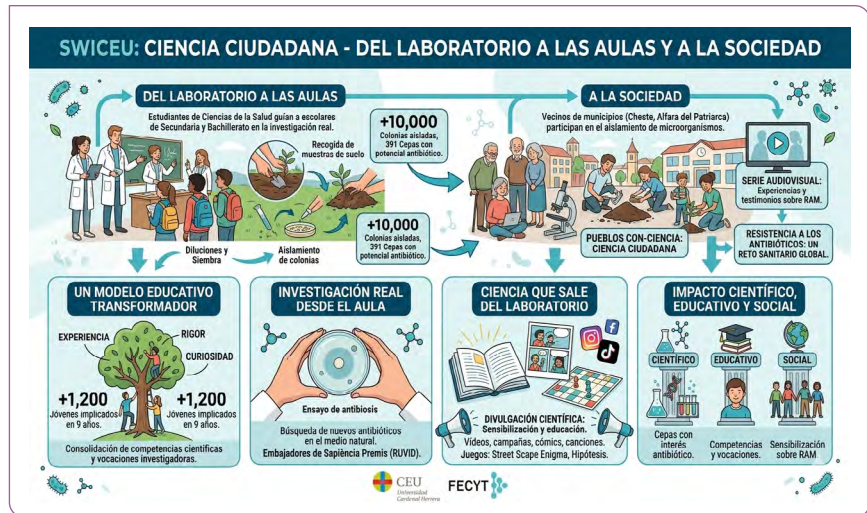 SWICEU: CIENCIA CIUDADANA - DEL LABORATORIO A LAS AULAS Y A LA SOCIEDAD
DEL LABORATORIO A LAS AULAS
Estudiantes de Ciencias de la Salud guían a escolares
de Secundaria y Bachillerato en la investigación real.
Recogida de
muestras de suelo
Diluciones y
Siembra
Aislamiento
de colonias
+10,000
Colonias aisladas,
391 Cepas con
potencial antibiótico.
+10,000
Colonias aisladas,
391 Cepas con
potencial antibiótico.
A LA SOCIEDAD
Vecinos de municipios (Cheste, Alfara del Patriarca)
participan en el aislamiento de microorganismos.
PUEBLOS CON-CIENCIA:
CIENCIA CIUDADANA
SERIE AUDIOVISUAL:
Experiencias y
testimonios sobre RAM.
RESISTENCIA A LOS
ANTIBIÓTICOS: UN
RETO SANITARIO GLOBAL.
UN MODELO EDUCATIVO
TRANSFORMADOR
EXPERIENCIA
RIGOR
CURIOSIDAD
+1,200
Jóvenes implicados
en 9 años.
+1,200
Jóvenes implicados
en 9 años.
Consolidación de competencias científicas
y vocaciones investigadoras.
INVESTIGACIÓN REAL
DESDE EL AULA
Ensayo de antibiosis
Búsqueda de nuevos antibióticos
en el medio natural.
Embajadores de Sapiència Premis (RUVID).
CIENCIA QUE SALE
DEL LABORATORIO
DIVULGACIÓN CIENTÍFICA:
Sensibilización y educación.
Vídeos, campañas, cómics, canciones.
Juegos: Street Scape Enigma, Hipótesis.
IMPACTO CIENTÍFICO,
EDUCATIVO Y SOCIAL
CIENTÍFICO
Cepas con
interés
antibiótico.
EDUCATIVO
Competencias
y vocaciones.
SOCIAL
Sensibilización
sobre RAM
CEU
Universidad
Cardenal Herrera
FECYT